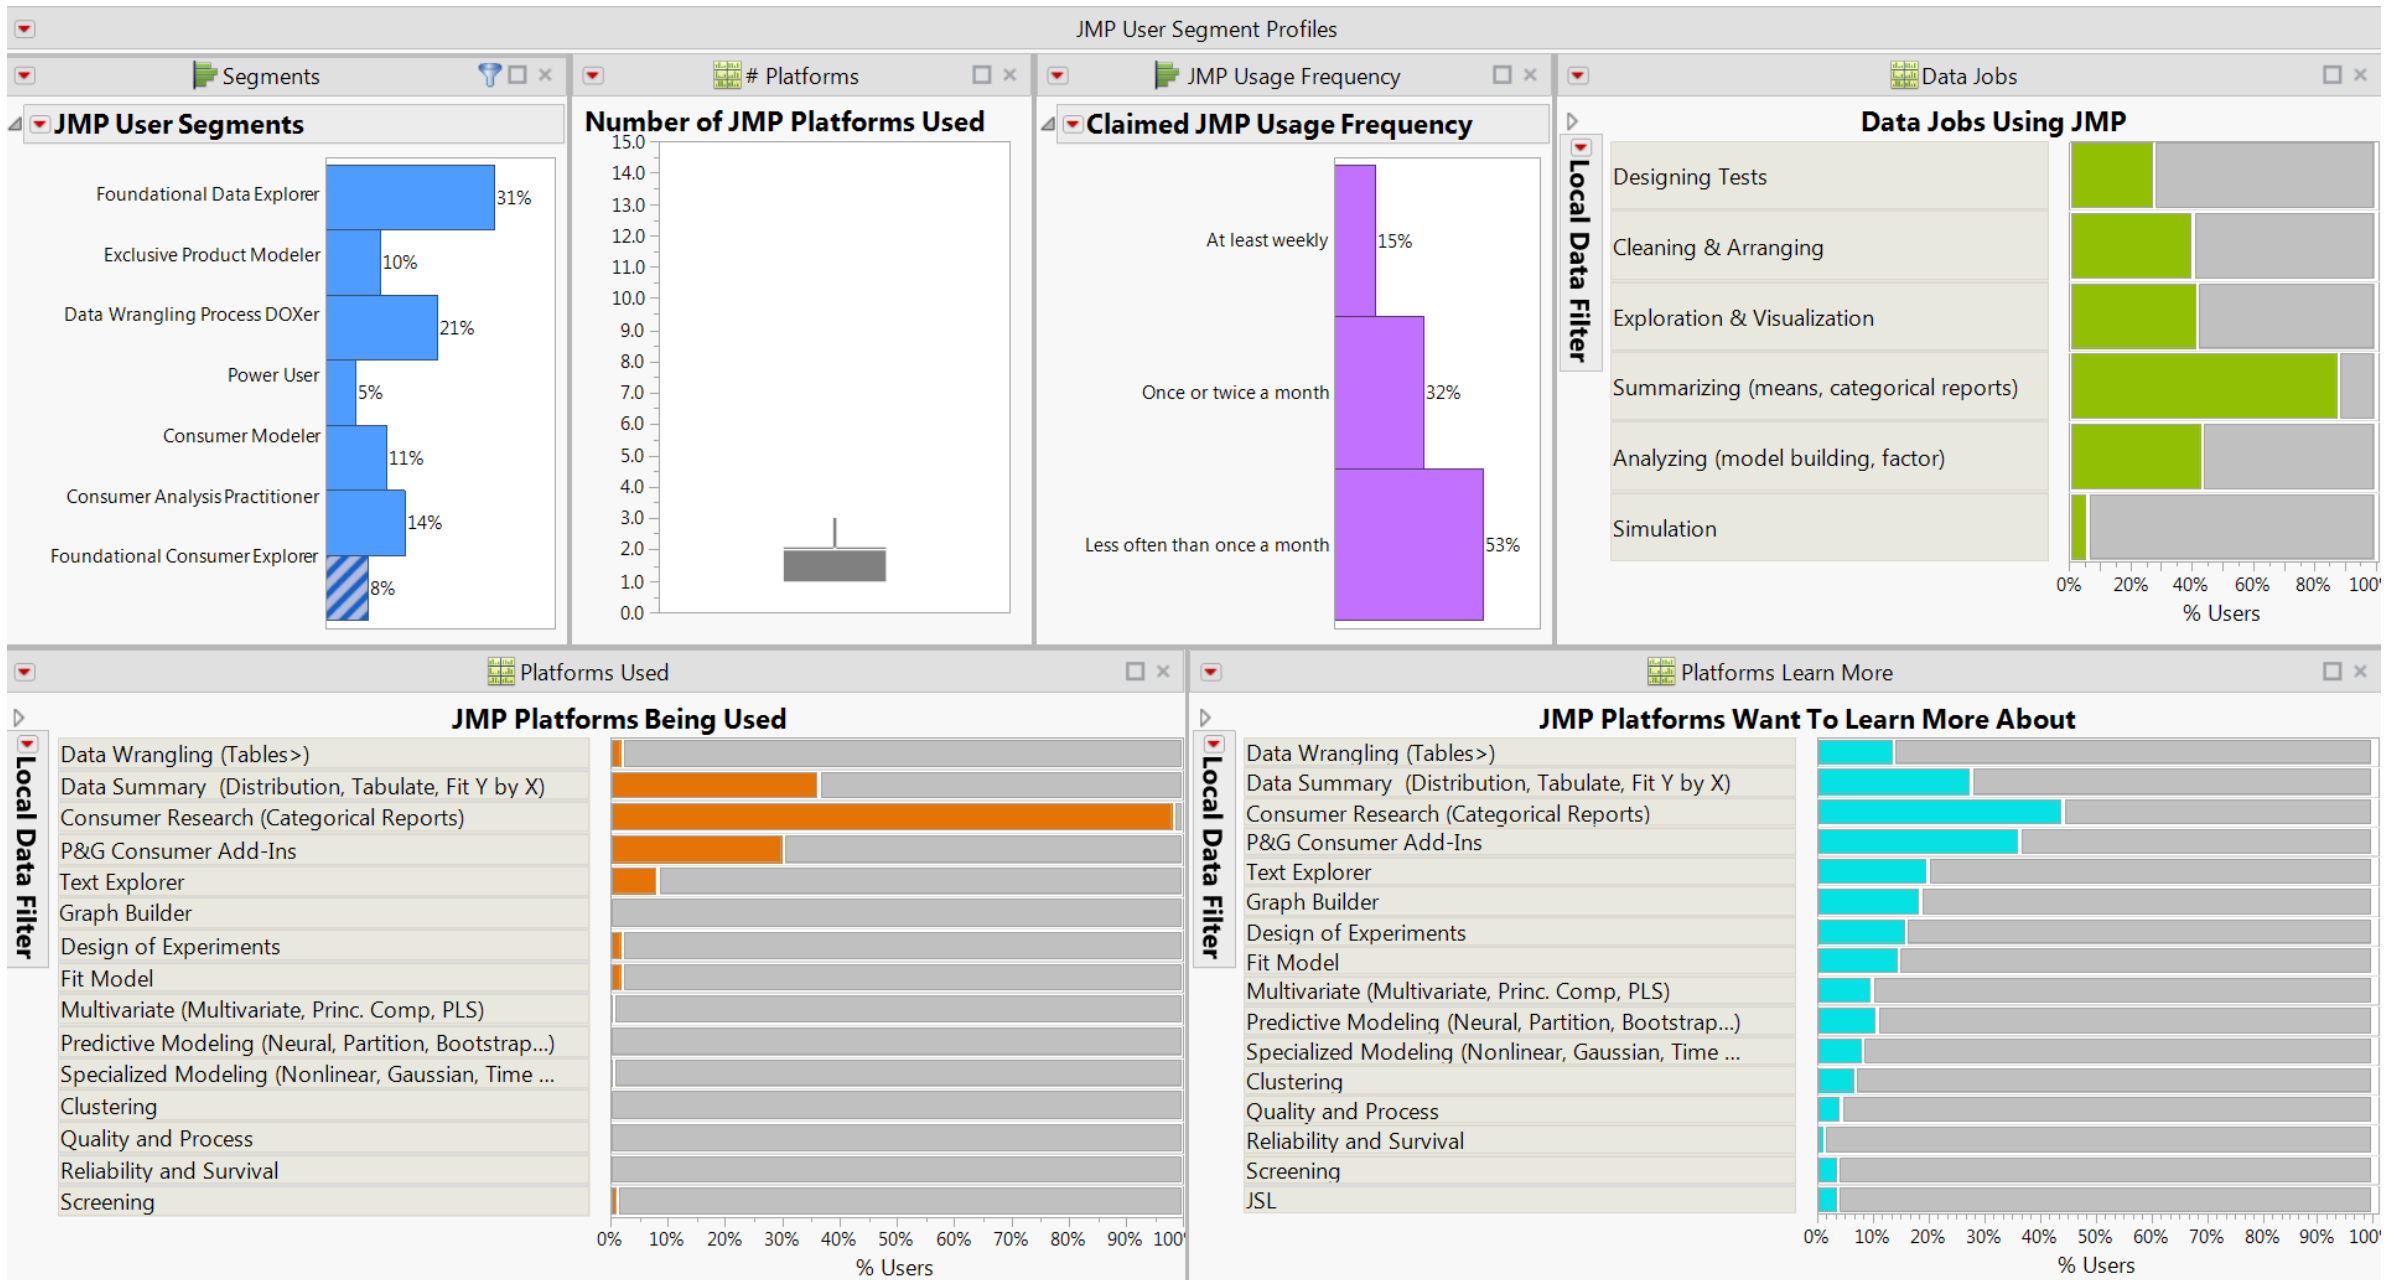 JMP User Segment Profiles
Segments
JMP User Segments
Foundational Data Explorer
31%
Exclusive Product Modeler
10%
Data Wrangling Process DOXer
21%
Power User
5%
Consumer Modeler
11%
Consumer Analysis Practitioner
14%
Foundational Consumer Explorer
8%
# Platforms
Number of JMP Platforms Used
15.0
14.0
13.0
12.0
11.0
10.0
9.0
8.0
7.0
6.0
5.0
4.0
3.0
2.0
1.0
0.0
JMP Usage Frequency
Claimed JMP Usage Frequency
At least weekly
15%
Once or twice a month
32%
Less often than once a month
53%
Data Jobs
Data Jobs Using JMP
Local Data Filter
Designing Tests
Cleaning & Arranging
Exploration & Visualization
Summarizing (means, categorical reports)
Analyzing (model building, factor)
Simulation
0% 20% 40% 60% 80% 100%
% Users
Platforms Used
JMP Platforms Being Used
Local Data Filter
Data Wrangling (Tables>)
Data Summary (Distribution, Tabulate, Fit Y by X)
Consumer Research (Categorical Reports)
P&G Consumer Add-Ins
Text Explorer
Graph Builder
Design of Experiments
Fit Model
Multivariate (Multivariate, Princ. Comp, PLS)
Predictive Modeling (Neural, Partition, Bootstrap...)
Specialized Modeling (Nonlinear, Gaussian, Time ...
Clustering
Quality and Process
Reliability and Survival
Screening
0% 10% 20% 30% 40% 50% 60% 70% 80% 90% 100
% Users
Platforms Learn More
JMP Platforms Want To Learn More About
Local Data Filter
Data Wrangling (Tables>)
Data Summary (Distribution, Tabulate, Fit Y by X)
Consumer Research (Categorical Reports)
P&G Consumer Add-Ins
Text Explorer
Graph Builder
Design of Experiments
Fit Model
Multivariate (Multivariate, Princ. Comp, PLS)
Predictive Modeling (Neural, Partition, Bootstrap...)
Specialized Modeling (Nonlinear, Gaussian, Time ...
Clustering
Quality and Process
Reliability and Survival
Screening
JSL
0% 10% 20% 30% 40% 50% 60% 70% 80% 90% 100
% Users